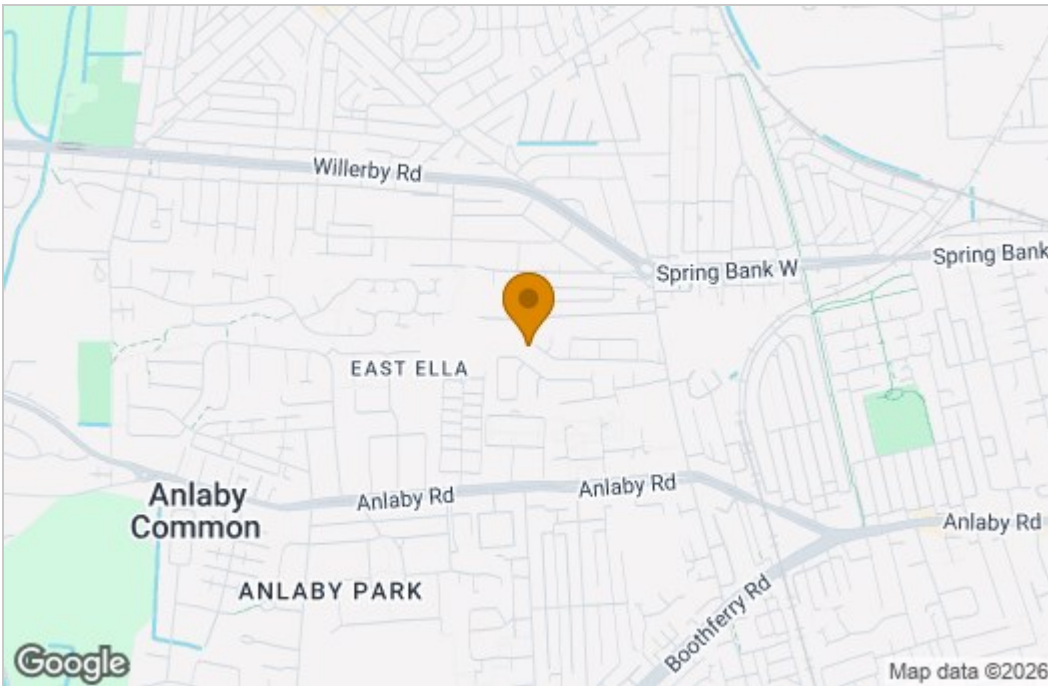 Willerby Rd
Spring Bank W
Spring Bank
EAST ELLA
Anlaby Rd
Anlaby Rd
Anlaby Rd
Anlaby
Common
ANLABY PARK
Boothferry Rd
Google
Map data ©2026